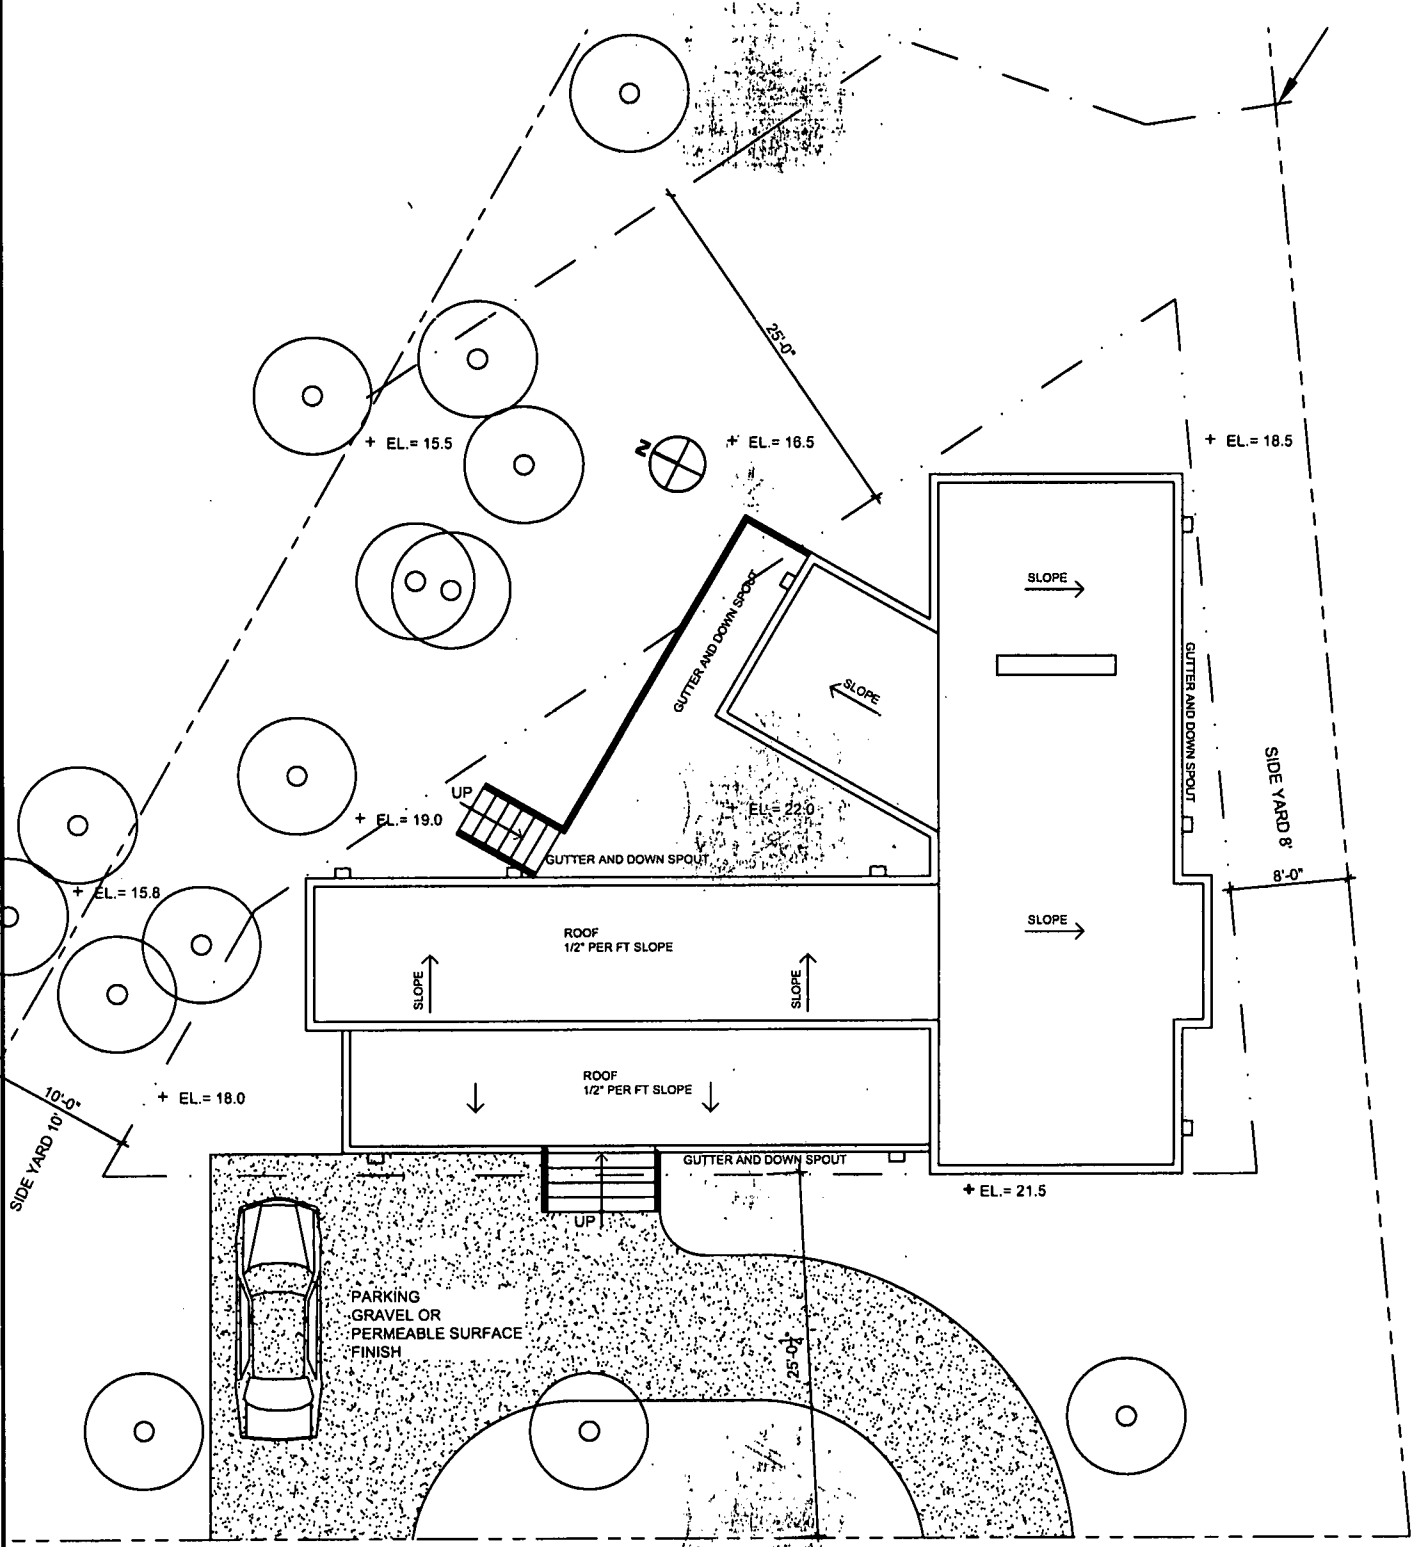 25'-0"
N
+ EL.= 15.5
+ EL.= 16.5
+ EL.= 18.5
SLOPE
GUTTER AND DOWN SPOUT
SLOPE
GUTTER AND DOWN SPOUT
SIDE YARD 8'
UP
+ EL.= 19.0
+ EL.= 22.0
GUTTER AND DOWN SPOUT
8'-0"
+ EL.= 15.8
SLOPE
ROOF
1/2" PER FT SLOPE
SLOPE
SLOPE
ROOF
1/2" PER FT SLOPE
10'-0"
SIDE YARD 10'
+ EL.= 18.0
GUTTER AND DOWN SPOUT
+ EL.= 21.5
UP
PARKING
GRAVEL OR
PERMEABLE SURFACE
FINISH
25'-0 1/4"